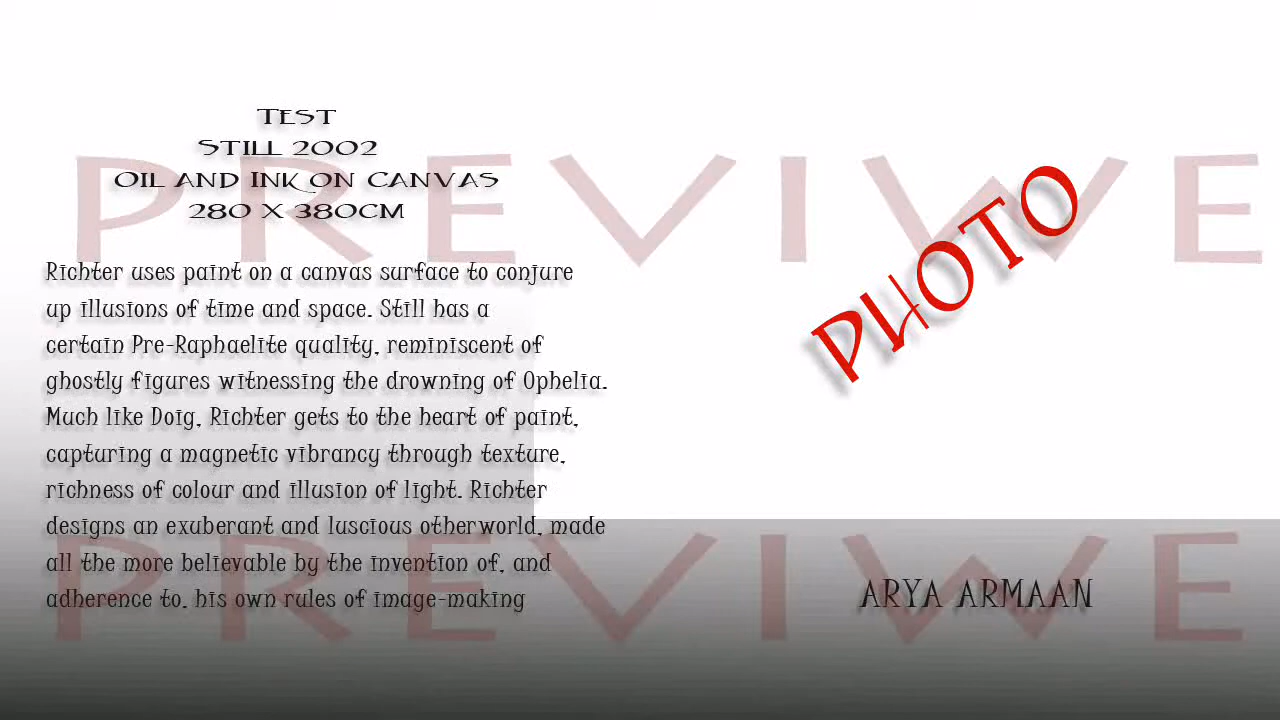 TEST
STILL 2002
OIL AND INK ON CANVAS
280 X 380CM
PREVIWE
PHOTO
Richter uses paint on a canvas surface to conjure
up illusions of time and space. Still has a
certain Pre-Raphaelite quality, reminiscent of
ghostly figures witnessing the drowning of Ophelia.
Much like Doig, Richter gets to the heart of paint,
capturing a magnetic vibrancy through texture,
richness of colour and illusion of light. Richter
designs an exuberant and luscious otherworld, made
all the more believable by the invention of, and
adherence to, his own rules of image-making
PREVIWE
ARYA ARMAAN